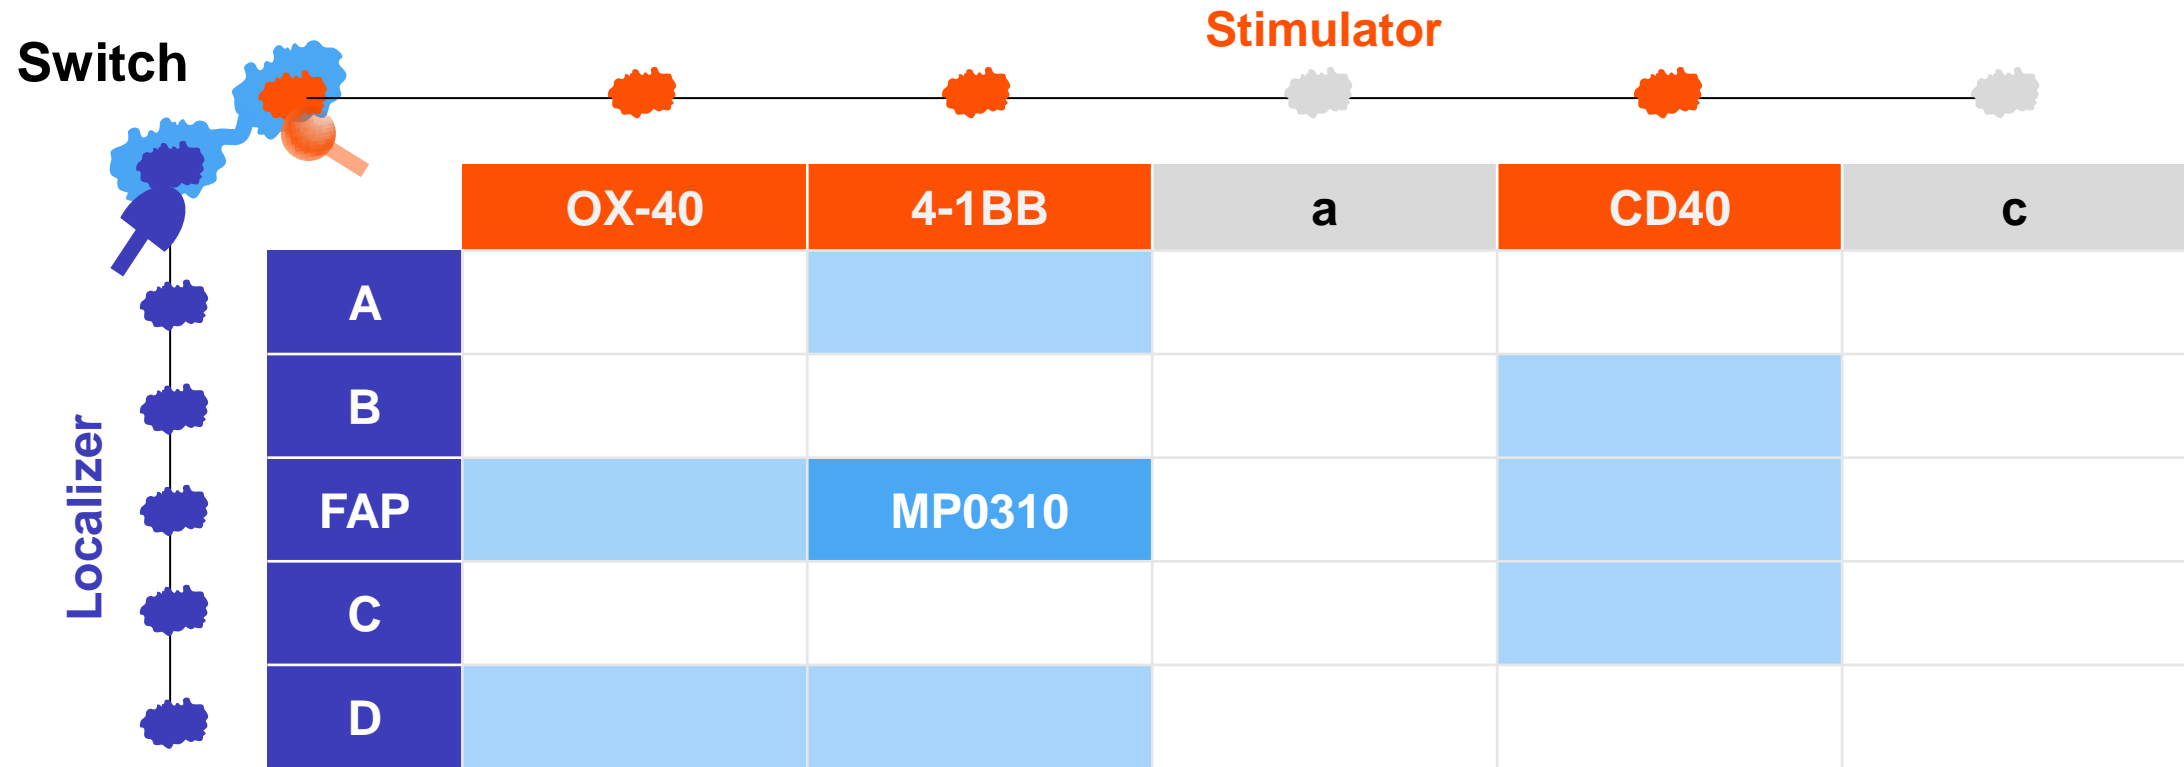 Stimulator
Switch
OX-40 4-1BB a CD40 c
A
B
Localizer
FAP MP0310
C
D